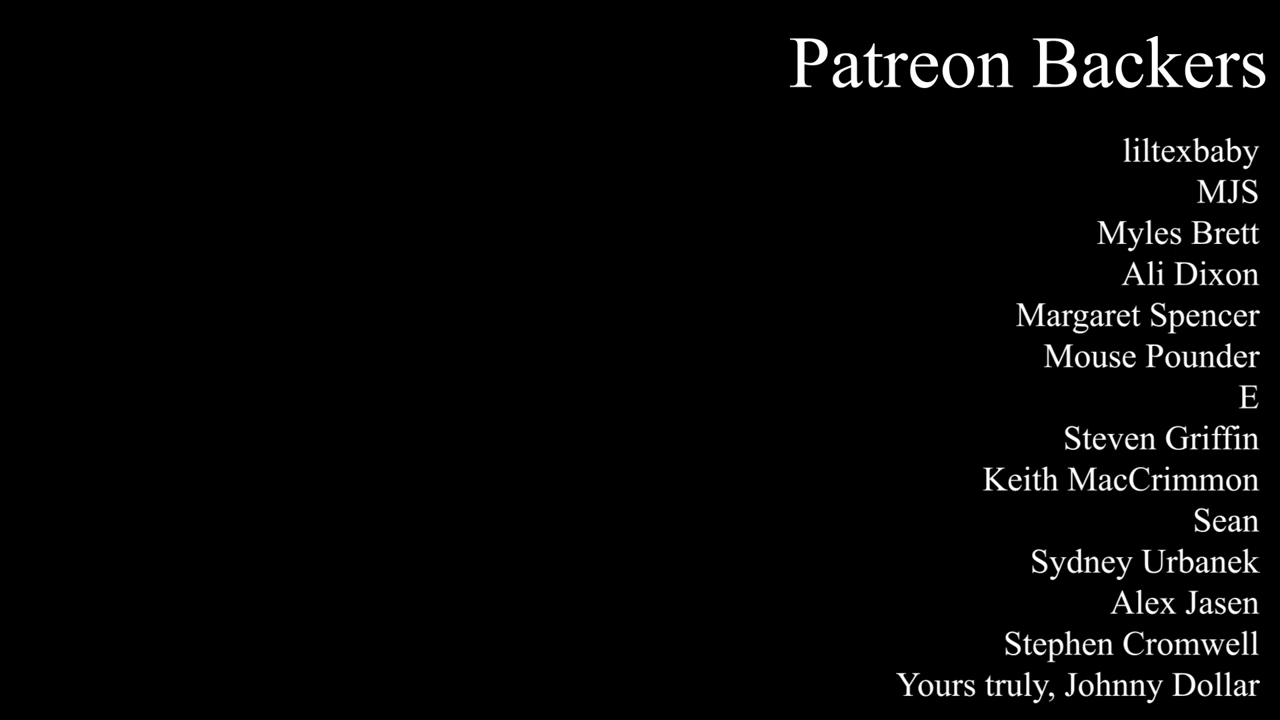 Patreon Backers
liltexbaby
MJS
Myles Brett
Ali Dixon
Margaret Spencer
Mouse Pounder
E
Steven Griffin
Keith MacCrimmon
Sean
Sydney Urbanek
Alex Jasen
Stephen Cromwell
Yours truly, Johnny Dollar